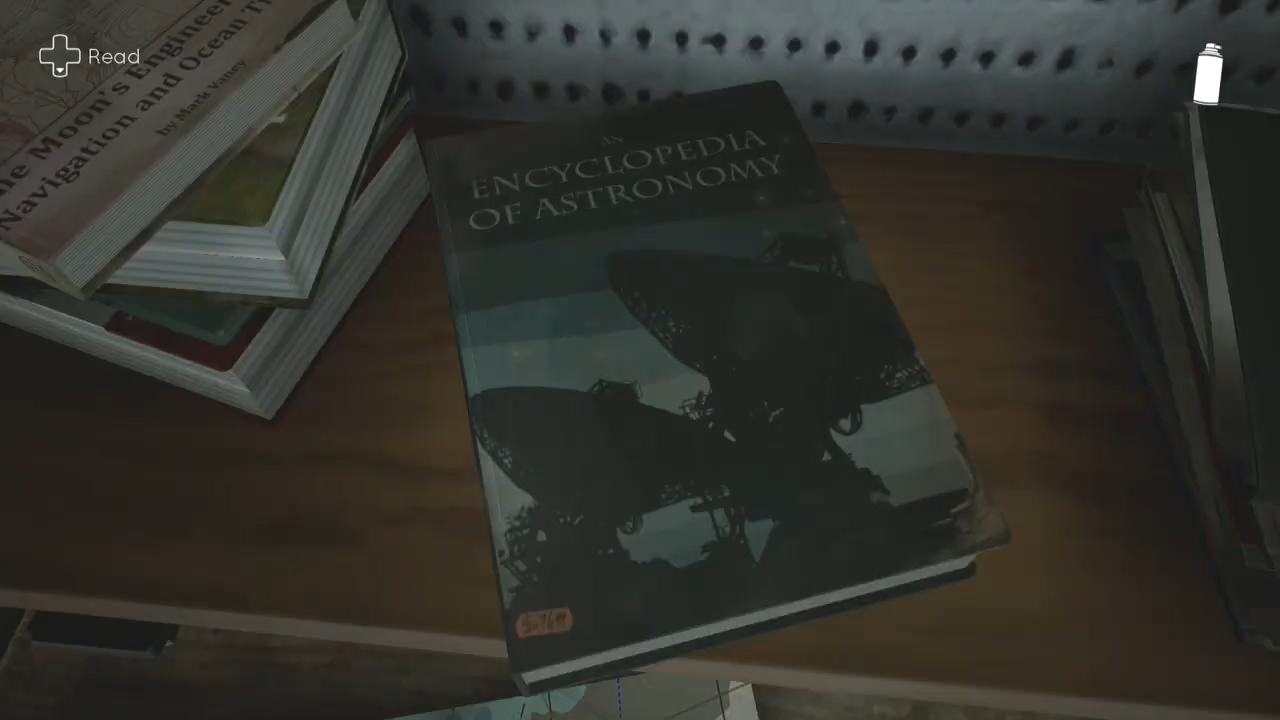 Read
The Moon's Engineer
Navigation and Ocean T
by Mark Vaney
AN
ENCYCLOPEDIA
OF ASTRONOMY